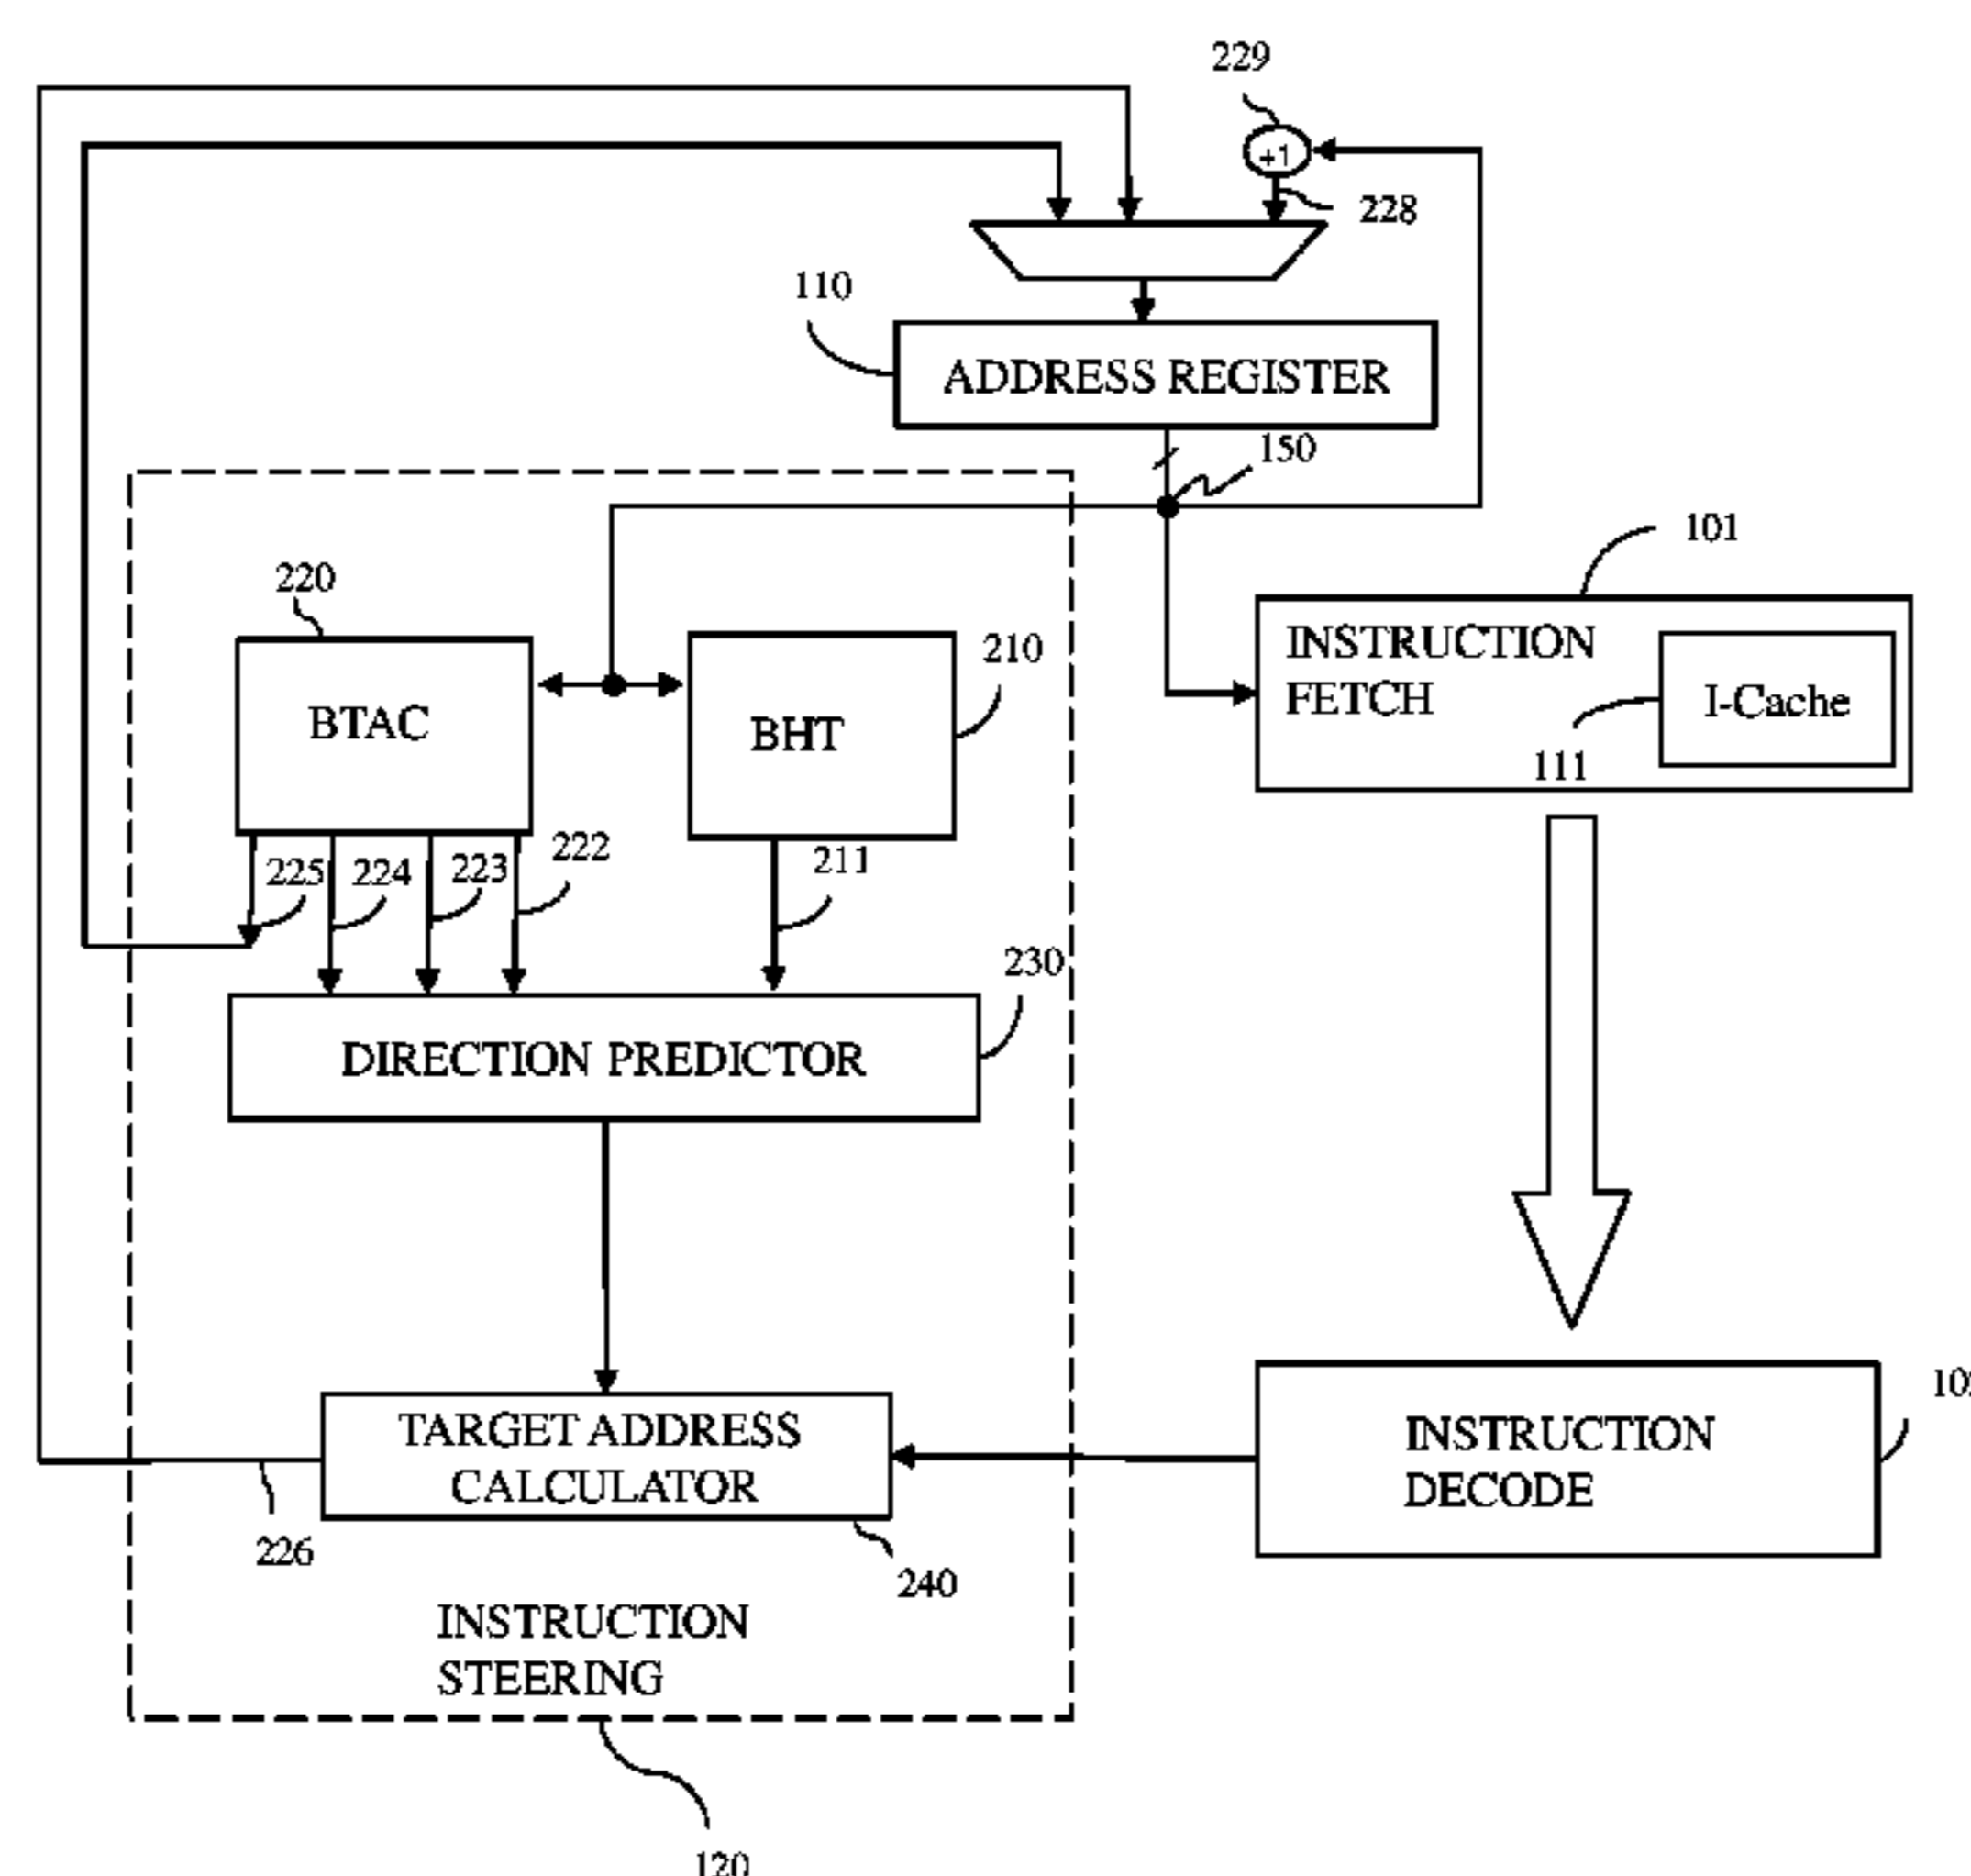 229
+1
228
110
ADDRESS REGISTER
150
101
220
INSTRUCTION
FETCH
I-Cache
111
210
BTAC
BHT
225
224
223
222
211
230
DIRECTION PREDICTOR
TARGET ADDRESS
CALCULATOR
INSTRUCTION
DECODE
226
240
INSTRUCTION
STEERING
120